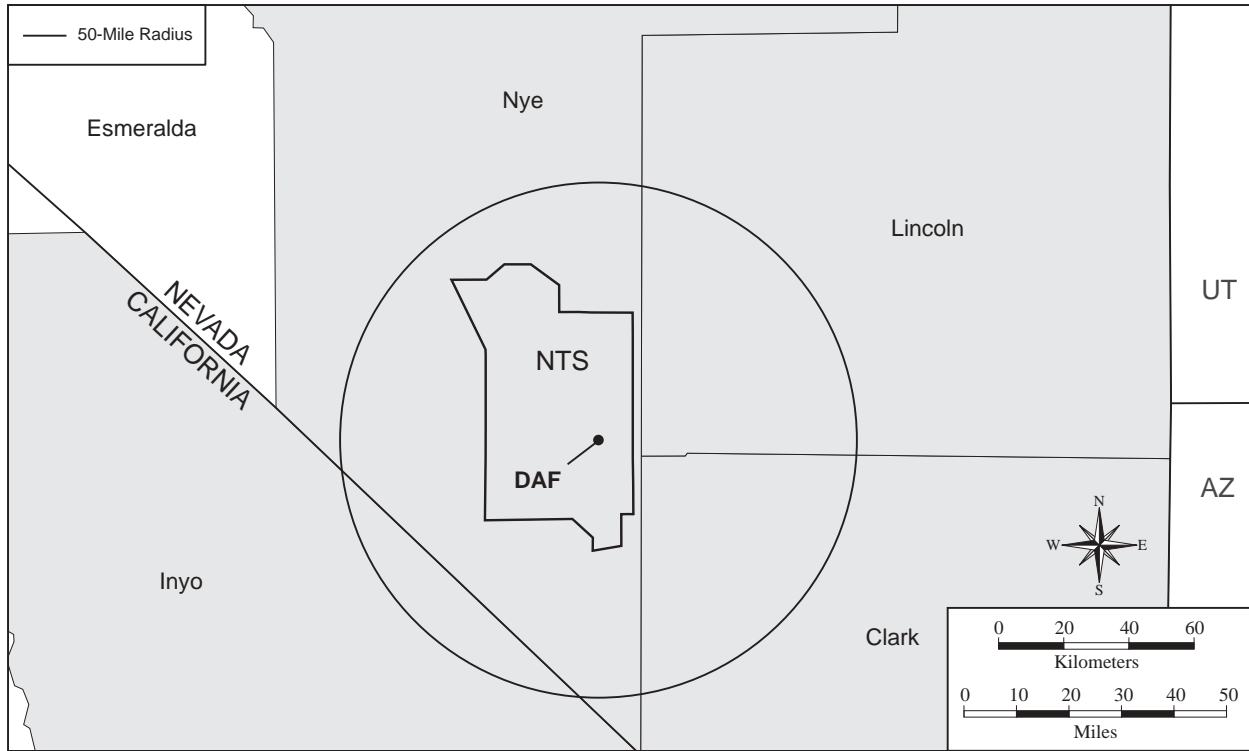 50-Mile Radius
Nye
Esmeralda
Lincoln
NEVADA
CALIFORNIA
UT
NTS
DAF
AZ
N
W
E
S
Inyo
Clark
0 20 40 60
Kilometers
0 10 20 30 40 50
Miles